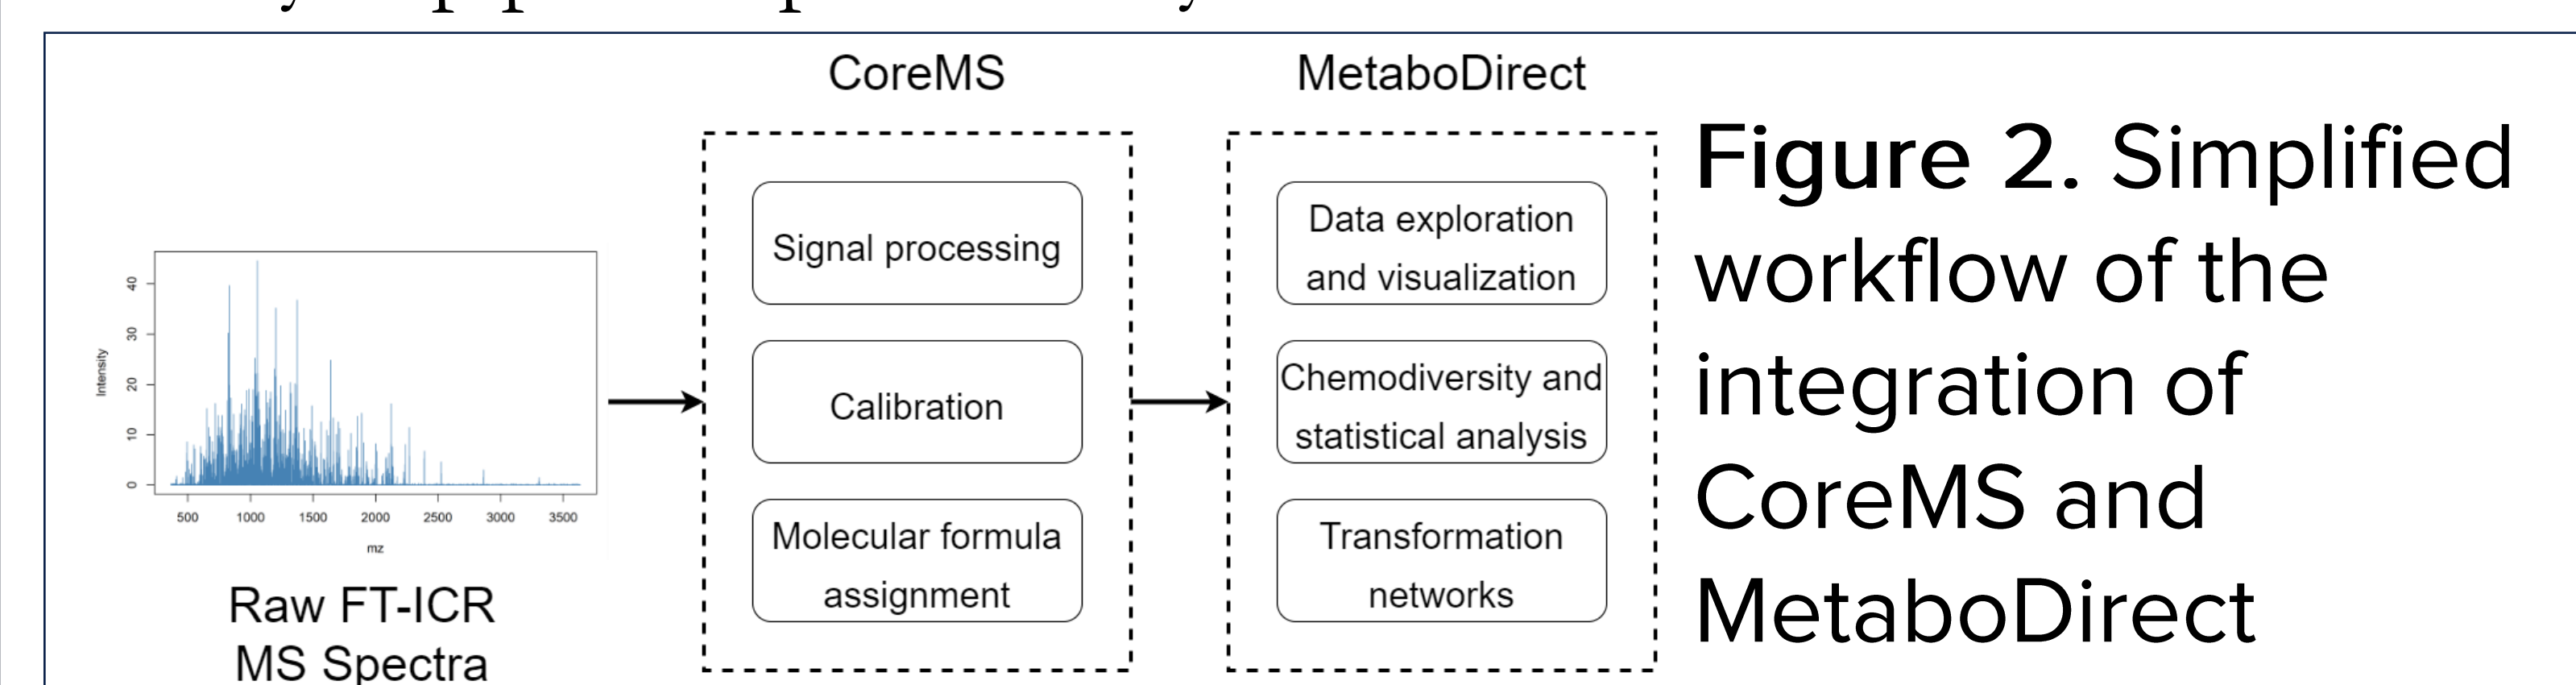 CoreMS
MetaboDirect
Signal processing
Calibration
Molecular formula
assignment
Data exploration
and visualization
Chemodiversity and
statistical analysis
Transformation
networks
Intensity
40
30
20
10
0
500 1000 1500 2000 2500 3000 3500
mz
Raw FT-ICR
MS Spectra
Figure 2. Simplified
workflow of the
integration of
CoreMS and
MetaboDirect